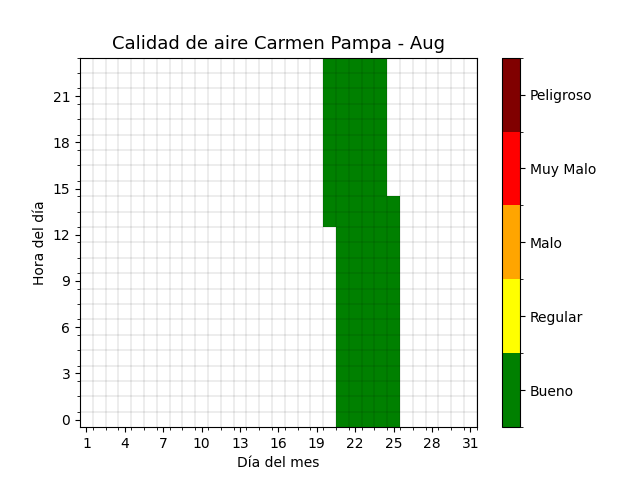 Calidad de aire Carmen Pampa - Aug
Hora del día
21
18
15
12
9
6
3
0
1 4 7 10 13 16 19 22 25 28 31
Día del mes
Peligroso
Muy Malo
Malo
Regular
Bueno